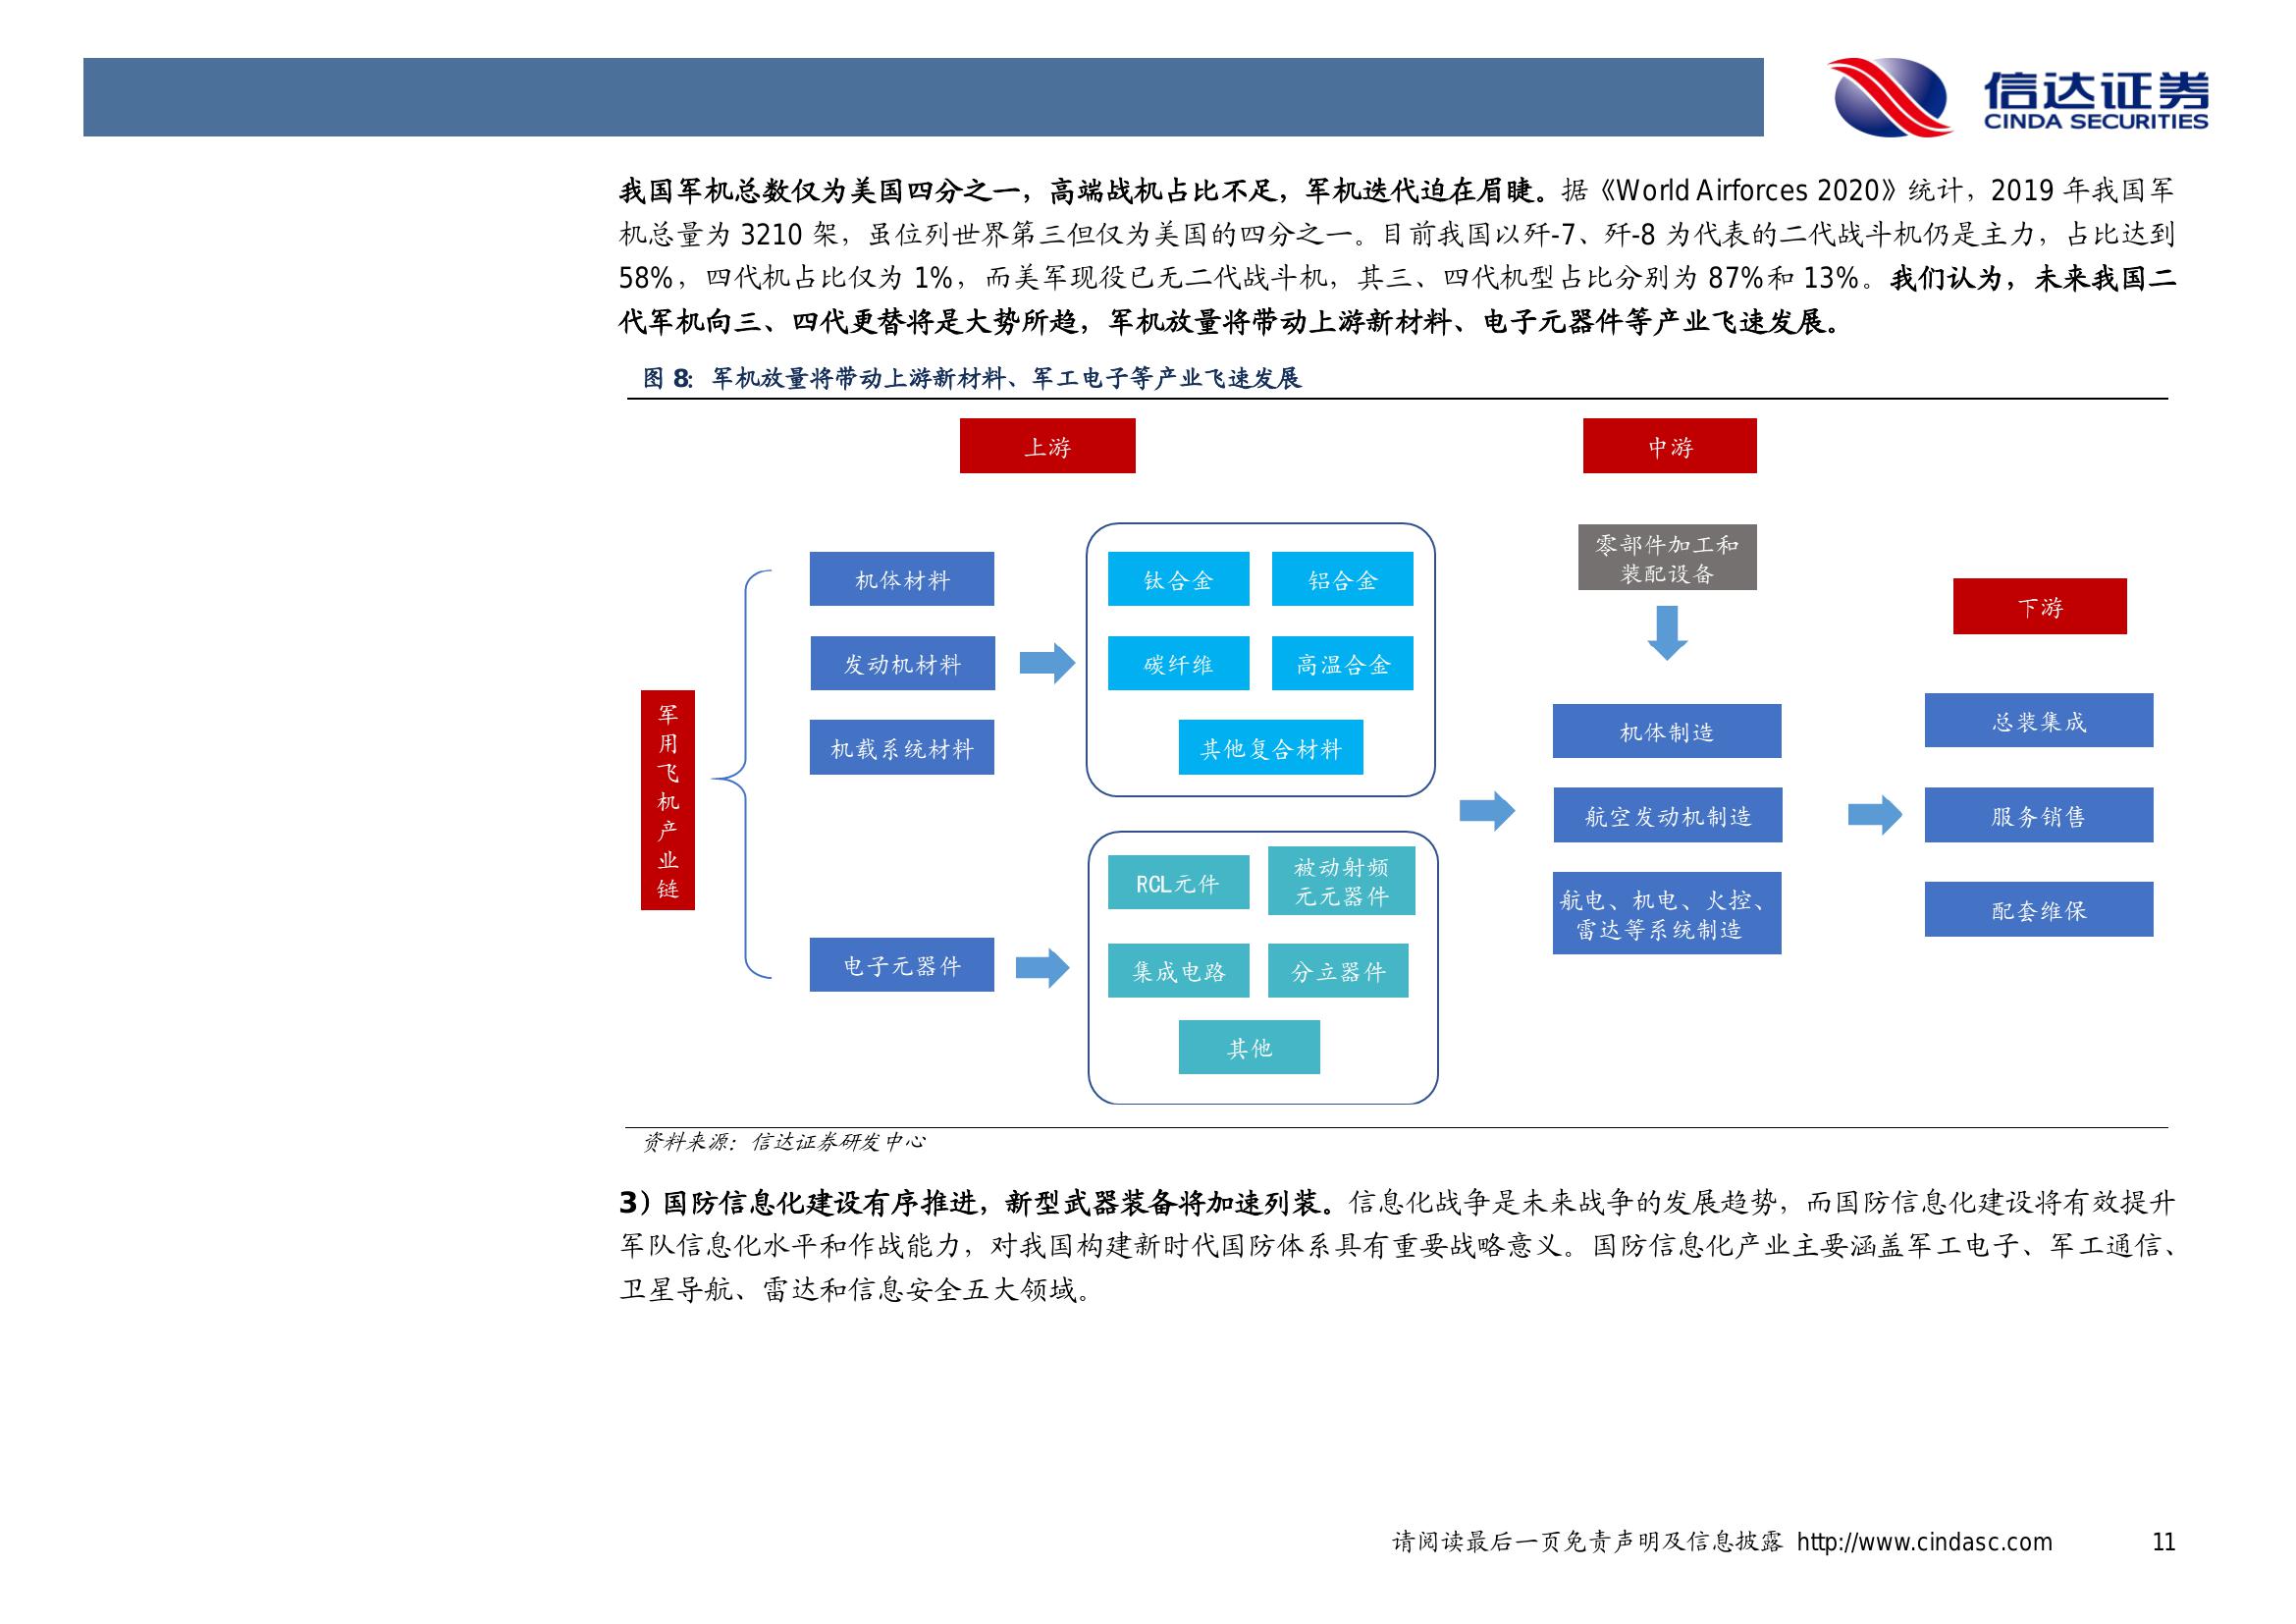 信达证券
CINDA SECURITIES
我国军机总数仅为美国四分之一，高端战机占比不足，军机迭代迫在眉睫。据《World Airforces 2020》统计，2019 年我国军
机总量为 3210 架，虽位列世界第三但仅为美国的四分之一。目前我国以歼-7、歼-8 为代表的二代战斗机仍是主力，占比达到
58%，四代机占比仅为 1%，而美军现役已无二代战斗机，其三、四代机型占比分别为 87%和 13%。我们认为，未来我国二
代军机向三、四代更替将是大势所趋，军机放量将带动上游新材料、电子元器件等产业飞速发展。
图 8：军机放量将带动上游新材料、军工电子等产业飞速发展
上游
中游
下游
军用飞机产业链
机体材料
发动机材料
机载系统材料
电子元器件
钛合金
铝合金
碳纤维
高温合金
其他复合材料
RCL元件
被动射频
元元器件
集成电路
分立器件
其他
零部件加工和
装配设备
机体制造
航空发动机制造
航电、机电、火控、
雷达等系统制造
总装集成
服务销售
配套维保
资料来源：信达证券研发中心
3）国防信息化建设有序推进，新型武器装备将加速列装。信息化战争是未来战争的发展趋势，而国防信息化建设将有效提升
军队信息化水平和作战能力，对我国构建新时代国防体系具有重要战略意义。国防信息化产业主要涵盖军工电子、军工通信、
卫星导航、雷达和信息安全五大领域。
请阅读最后一页免责声明及信息披露 http://www.cindasc.com 11